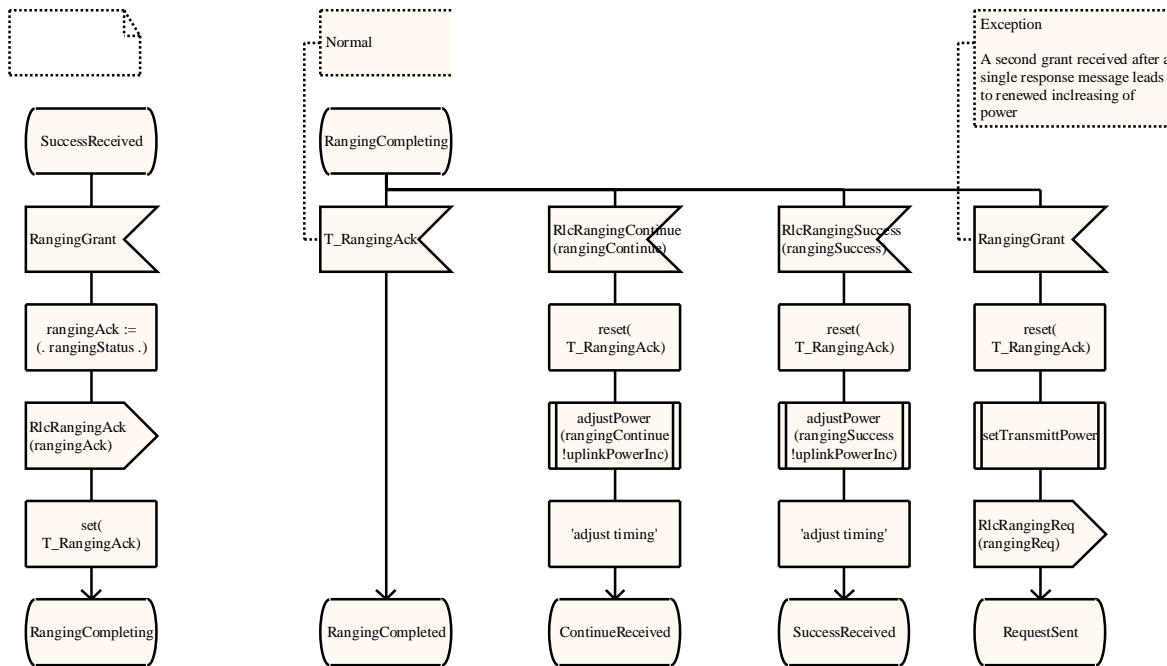 Normal
Exception
A second grant received after a
single response message leads
to renewed inclreasing of
power
SuccessReceived
RangingCompleting
RangingGrant
T_RangingAck
RlcRangingContinue
(rangingContinue)
RlcRangingSuccess
(rangingSuccess)
RangingGrant
rangingAck :=
(. rangingStatus .)
reset(
T_RangingAck)
reset(
T_RangingAck)
reset(
T_RangingAck)
RlcRangingAck
(rangingAck)
adjustPower
(rangingContinue
!uplinkPowerInc)
adjustPower
(rangingSuccess
!uplinkPowerInc)
setTransmittPower
set(
T_RangingAck)
'adjust timing'
'adjust timing'
RlcRangingReq
(rangingReq)
RangingCompleting
RangingCompleted
ContinueReceived
SuccessReceived
RequestSent